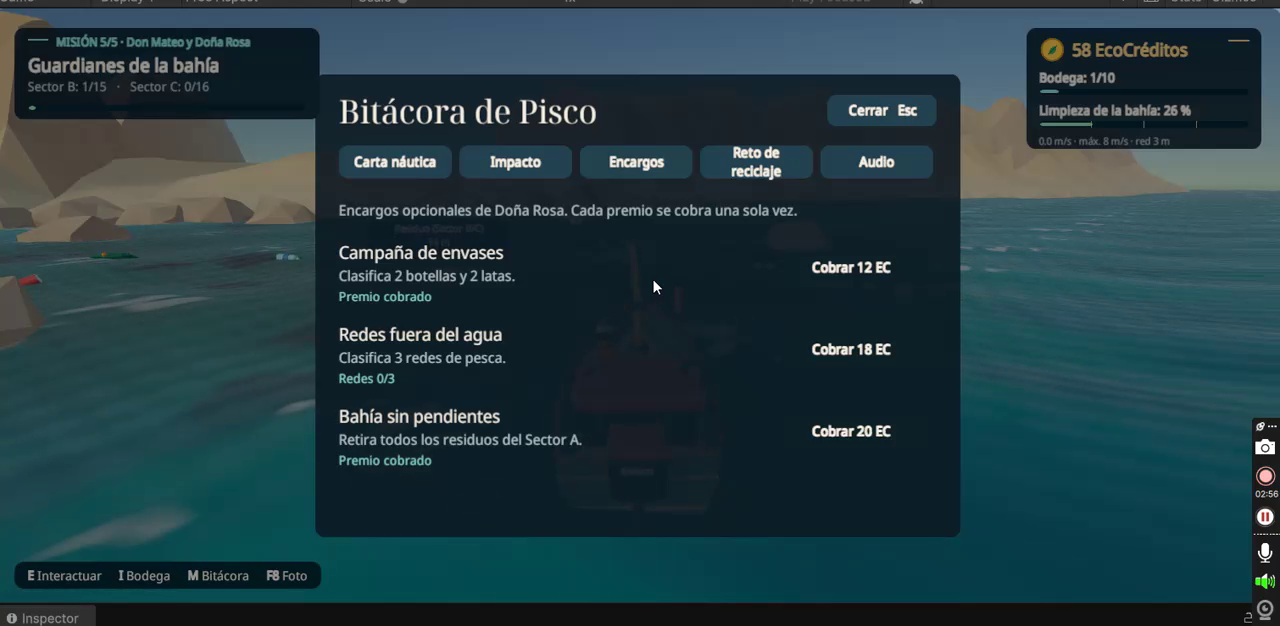 MISIÓN 5/5 · Don Mateo y Doña Rosa
Guardianes de la bahía
Sector B: 1/15 · Sector C: 0/16
58 EcoCréditos
Bodega: 1/10
Limpieza de la bahía: 26 %
0.0 m/s · máx. 8 m/s · red 3 m
Bitácora de Pisco
Cerrar Esc
Carta náutica
Impacto
Encargos
Reto de
reciclaje
Audio
Encargos opcionales de Doña Rosa. Cada premio se cobra una sola vez.
Campaña de envases
Clasifica 2 botellas y 2 latas.
Premio cobrado
Cobrar 12 EC
Redes fuera del agua
Clasifica 3 redes de pesca.
Redes 0/3
Cobrar 18 EC
Bahía sin pendientes
Retira todos los residuos del Sector A.
Premio cobrado
Cobrar 20 EC
E Interactuar I Bodega M Bitácora F8 Foto
02:56
Inspector